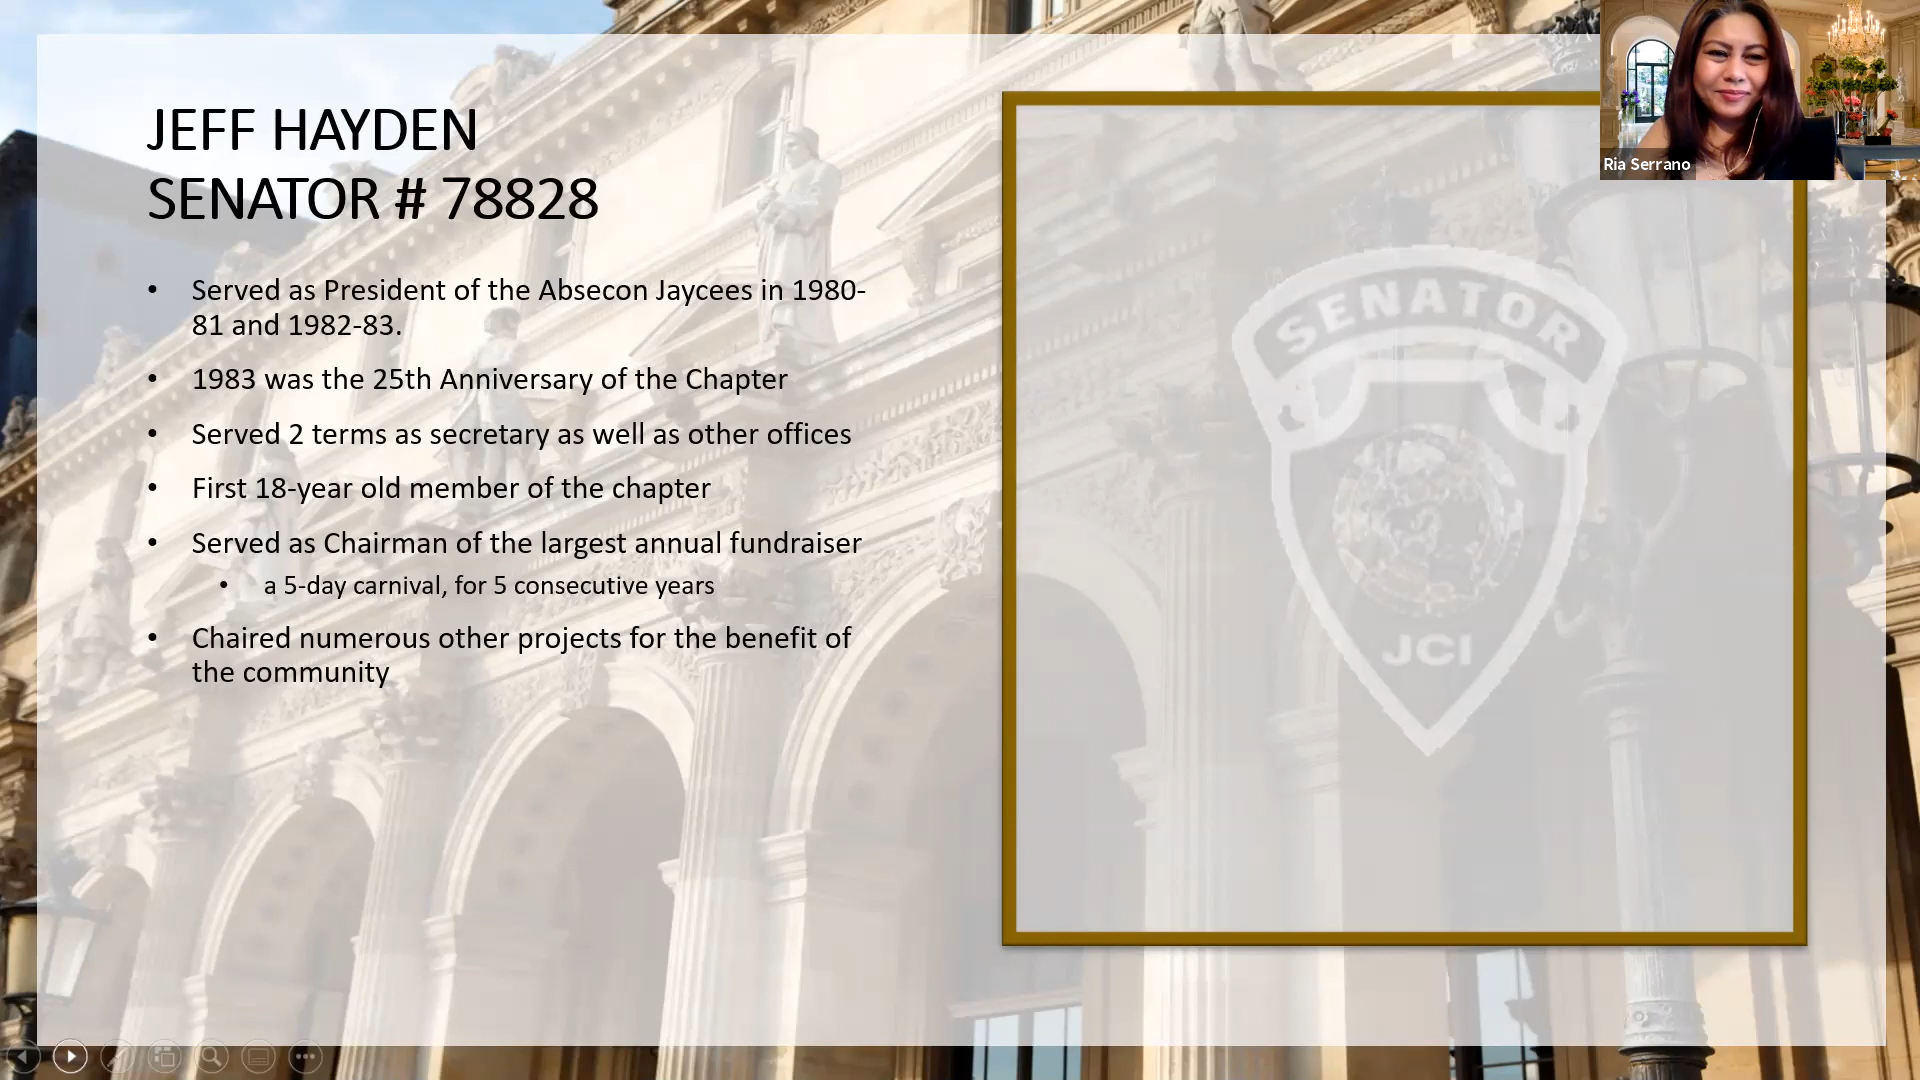 JEFF HAYDEN
SENATOR # 78828
• Served as President of the Absecon Jaycees in 1980-
81 and 1982-83.
• 1983 was the 25th Anniversary of the Chapter
• Served 2 terms as secretary as well as other offices
• First 18-year old member of the chapter
• Served as Chairman of the largest annual fundraiser
• a 5-day carnival, for 5 consecutive years
• Chaired numerous other projects for the benefit of
the community
SENATOR
JCI
Ria Serrano